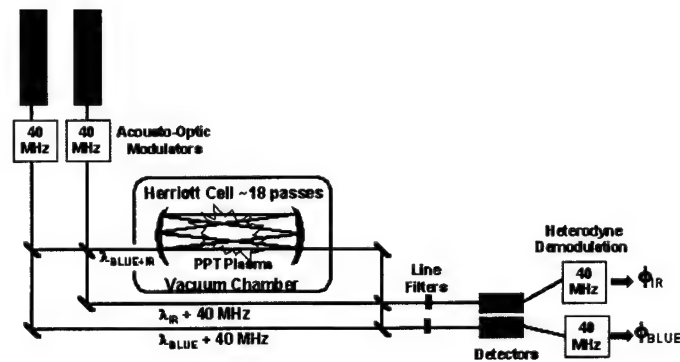 40
MHz
40
MHz
Acousto-Optic
Modulators
Herriott Cell ~18 passes
λBLUE+IR
PPT Plasma
Vacuum Chamber
Line
Filters
Heterodyne
Demodulation
40
MHz
ϕIR
λIR + 40 MHz
λBLUE + 40 MHz
Detectors
40
MHz
ϕBLUE